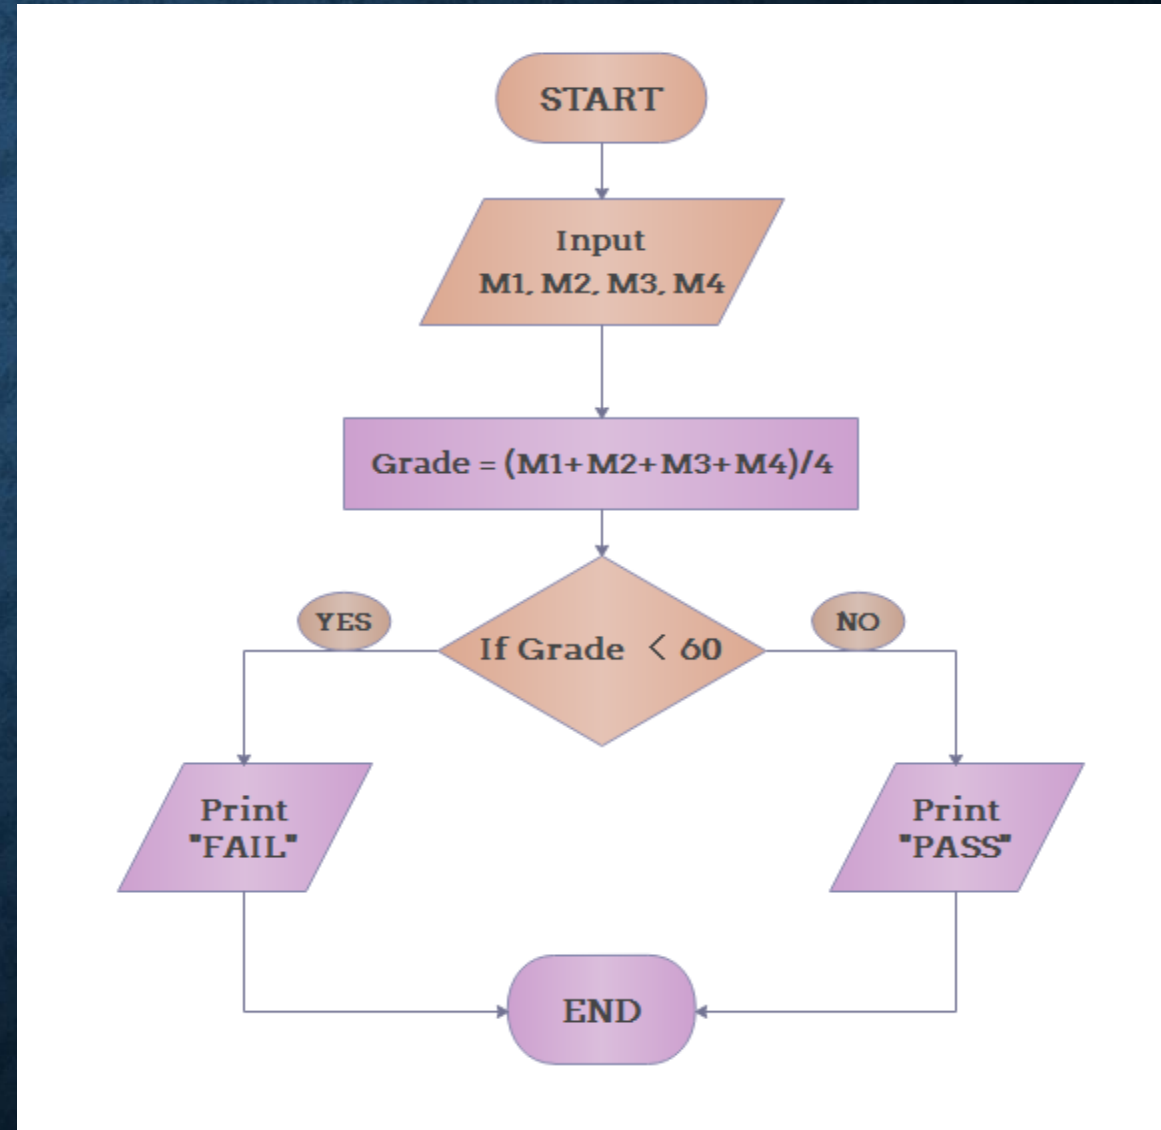 START
Input
M1, M2, M3, M4
Grade = (M1+M2+M3+M4)/4
If Grade < 60
YES
NO
Print
"FAIL"
Print
"PASS"
END